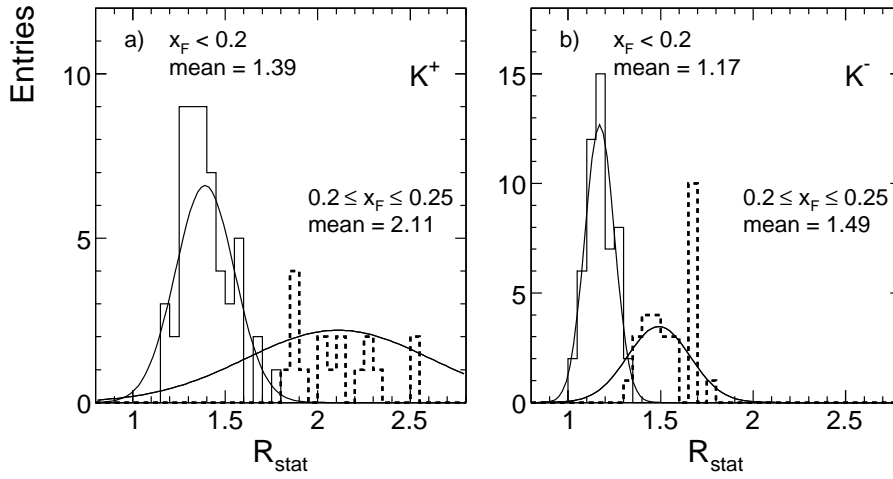 Entries
a)
x_F < 0.2
mean = 1.39
K⁺
0.2 ≤ x_F ≤ 0.25
mean = 2.11
10
5
0
1 1.5 2 2.5
R_stat
b)
x_F < 0.2
mean = 1.17
K⁻
0.2 ≤ x_F ≤ 0.25
mean = 1.49
15
10
5
0
1 1.5 2 2.5
R_stat